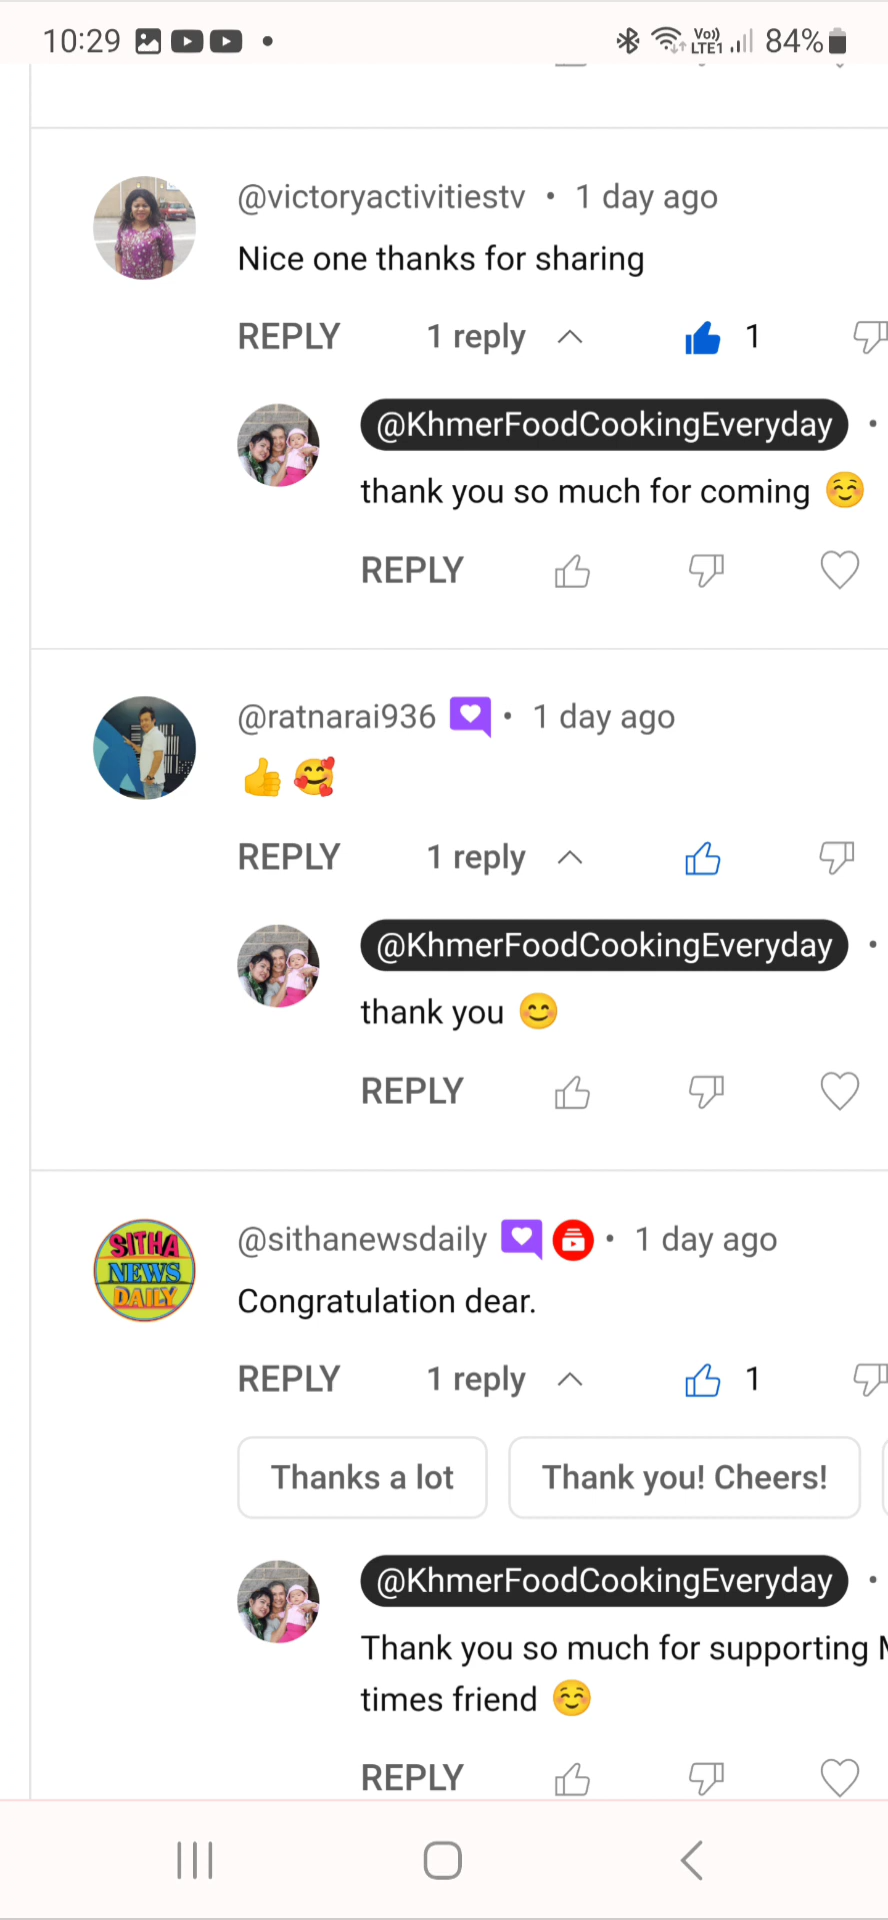 10:29
Vo))
LTE1
84%
@victoryactivitiestv • 1 day ago
Nice one thanks for sharing
REPLY 1 reply 1
@KhmerFoodCookingEveryday •
thank you so much for coming ☺️
REPLY
@ratnarai936 • 1 day ago
👍🥰
REPLY 1 reply
@KhmerFoodCookingEveryday •
thank you 😊
REPLY
SITHA
NEWS
DAILY
@sithanewsdaily • 1 day ago
Congratulation dear.
REPLY 1 reply 1
Thanks a lot Thank you! Cheers!
@KhmerFoodCookingEveryday •
Thank you so much for supporting
times friend ☺️
REPLY